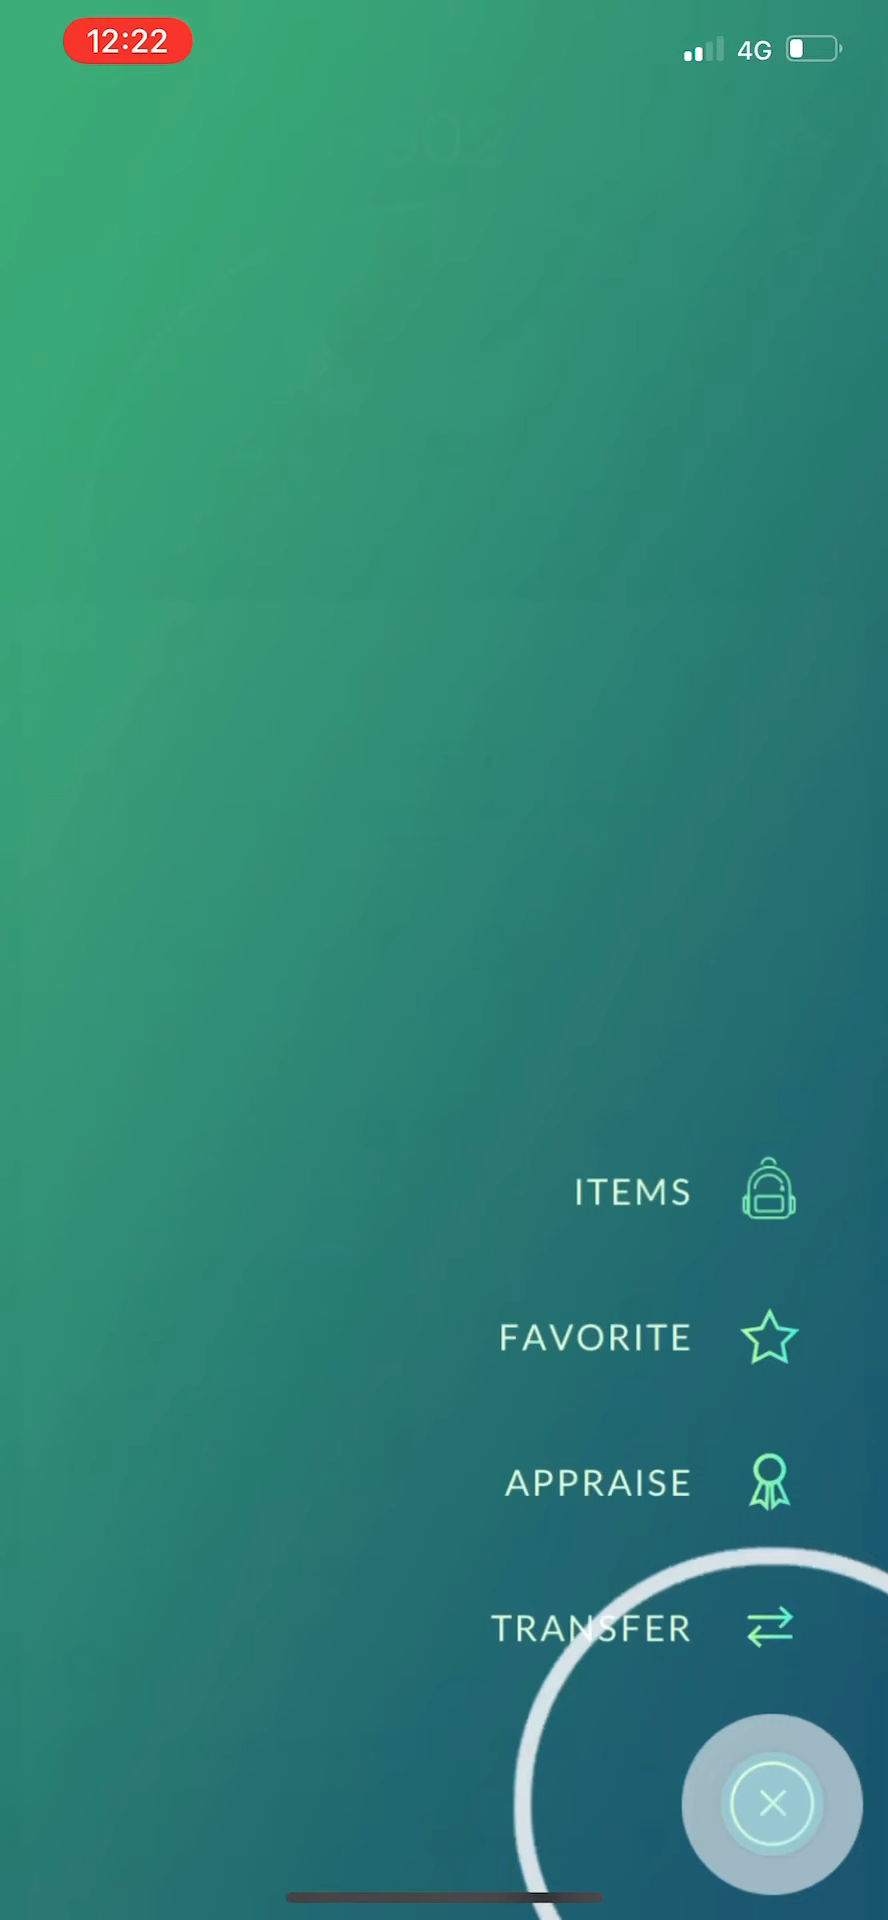 12:22
4G
ITEMS
FAVORITE
APPRAISE
TRANSFER